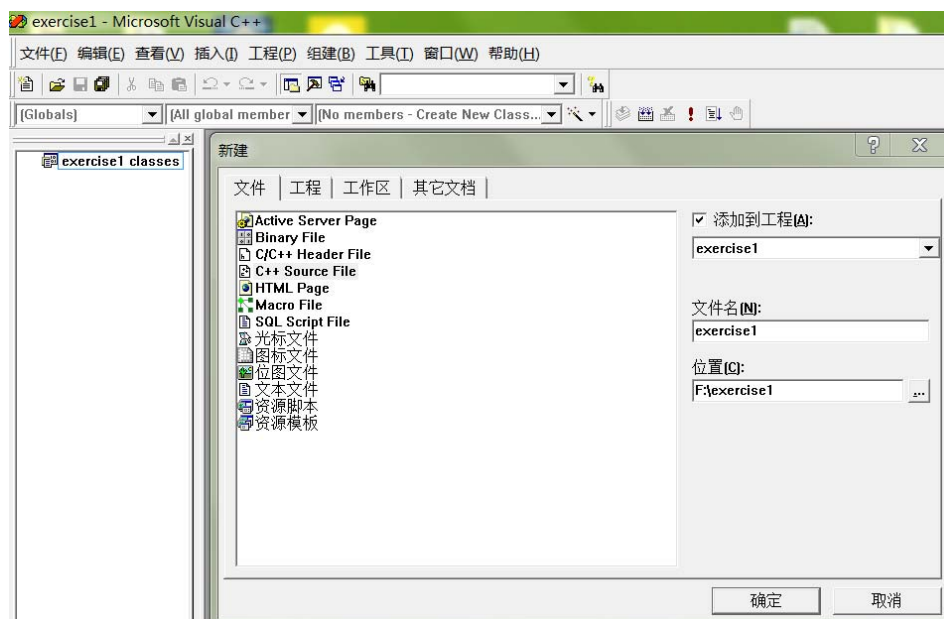 exercise1 - Microsoft Visual C++
文件(F) 编辑(E) 查看(V) 插入(I) 工程(P) 组建(B) 工具(T) 窗口(W) 帮助(H)
(Globals) (All global member (No members - Create New Class...
exercise1 classes
新建
文件 工程 工作区 其它文档
Active Server Page
Binary File
C/C++ Header File
C++ Source File
HTML Page
Macro File
SQL Script File
光标文件
图标文件
位图文件
文本文件
资源脚本
资源模板
添加到工程(A):
exercise1
文件名(N):
exercise1
位置(C):
F:\exercise1
...
确定 取消